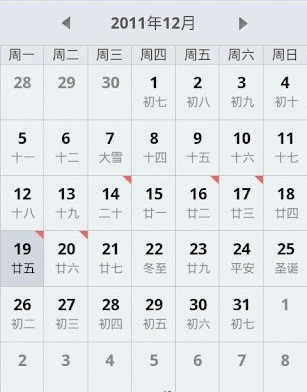 2011年12月
周一 周二 周三 周四 周五 周六 周日
28 29 30 1 2 3 4
初七 初八 初九 初十
5 6 7 8 9 10 11
十一 十二 大雪 十四 十五 十六 十七
12 13 14 15 16 17 18
十八 十九 二十 廿一 廿二 廿三 廿四
19 20 21 22 23 24 25
廿五 廿六 廿七 冬至 廿九 平安 圣诞
26 27 28 29 30 31 1
初二 初三 初四 初五 初六 初七
2 3 4 5 6 7 8